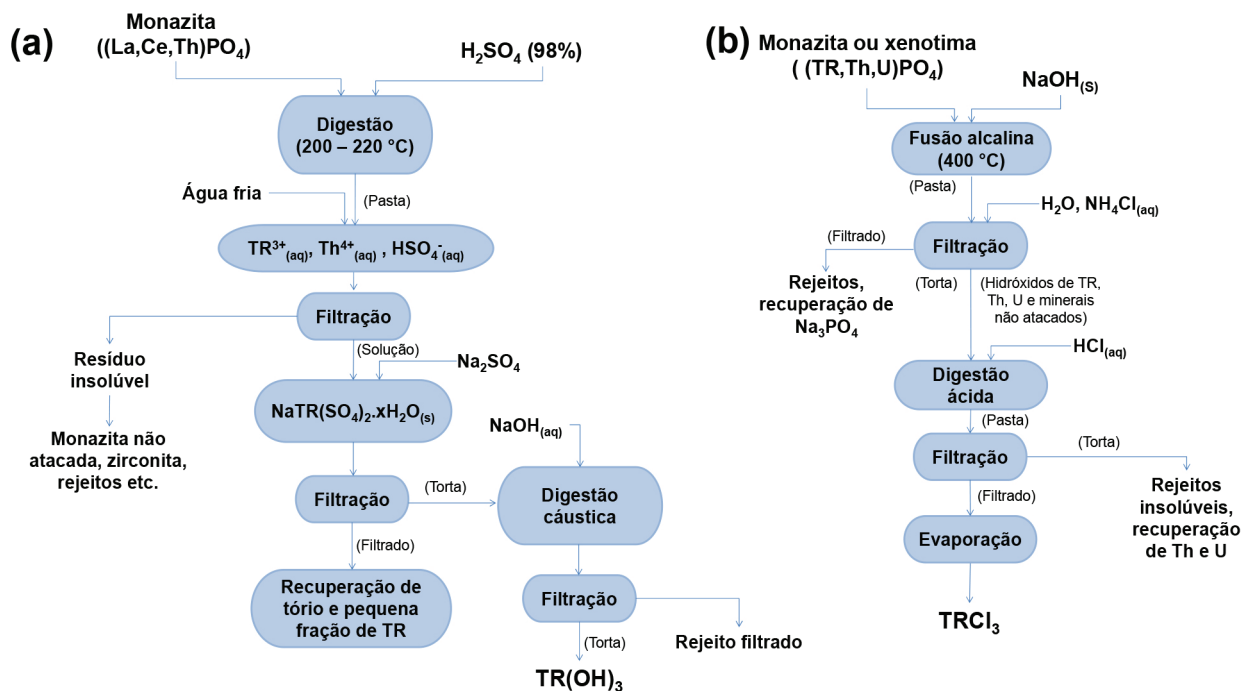 (a)
Monazita
((La,Ce,Th)PO₄)
H₂SO₄ (98%)
Digestão
(200 – 220 °C)
Água fria
(Pasta)
TR³⁺(aq), Th⁴⁺(aq) , HSO₄⁻(aq)
Filtração
Resíduo
insolúvel
(Solução)
Na₂SO₄
Monazita não
atacada, zirconita,
rejeitos etc.
NaTR(SO₄)₂.xH₂O(s)
NaOH(aq)
Filtração
(Torta)
Digestão
cáustica
(Filtrado)
Recuperação de
tório e pequena
fração de TR
Filtração
(Torta)
Rejeito filtrado
TR(OH)₃
(b)
Monazita ou xenotima
( (TR,Th,U)PO₄)
NaOH(S)
Fusão alcalina
(400 °C)
(Pasta)
H₂O, NH₄Cl(aq)
(Filtrado)
Filtração
Rejeitos,
recuperação de
Na₃PO₄
(Torta)
(Hidróxidos de TR,
Th, U e minerais
não atacados)
HCl(aq)
Digestão
ácida
(Pasta)
Filtração
(Torta)
Rejeitos
insolúveis,
recuperação
de Th e U
(Filtrado)
Evaporação
TRCl₃